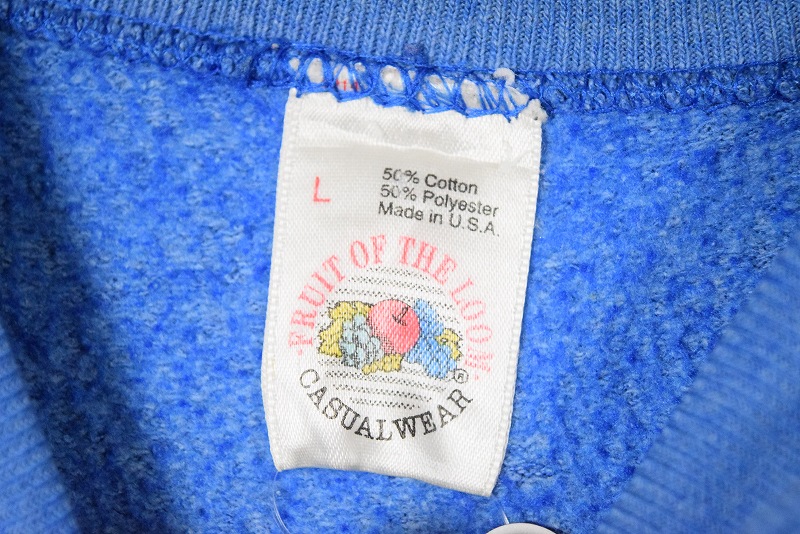 L
50% Cotton
50% Polyester
Made in U.S.A.
FRUIT OF THE LOOM.
CASUALWEAR®